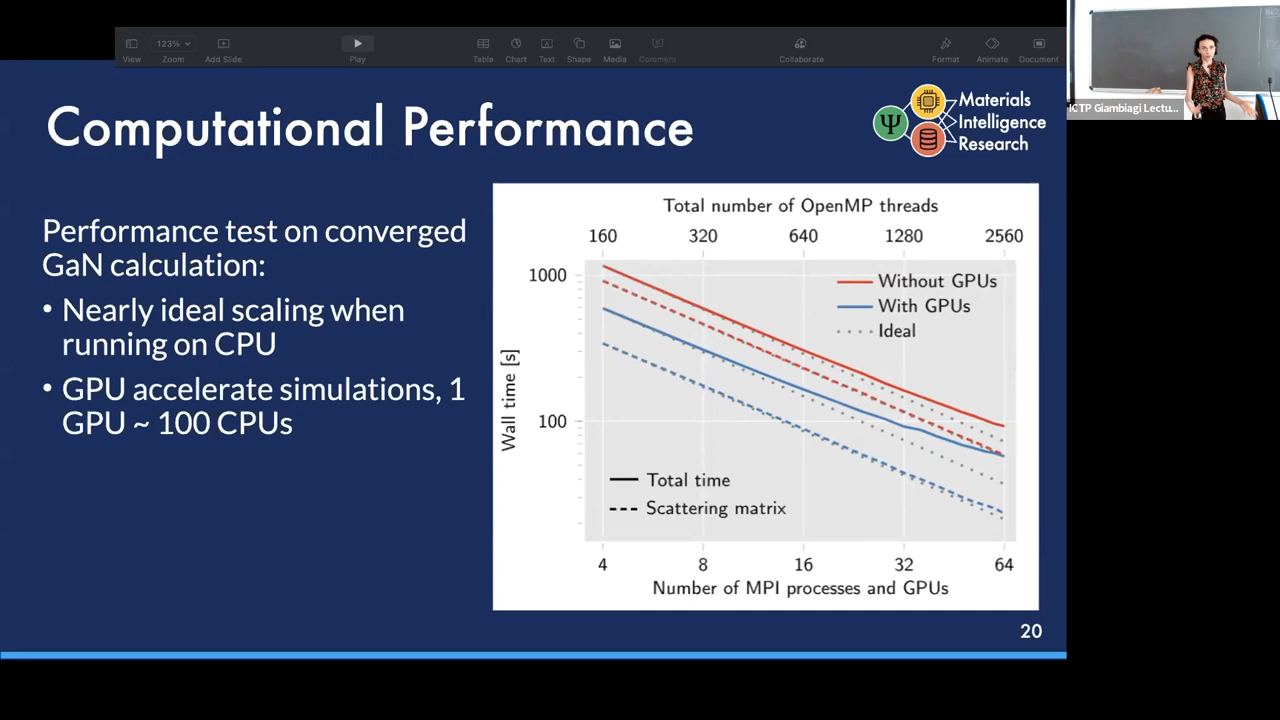 View
123%
Zoom
Add Slide
Play
Table
Chart
Text
Shape
Media
Comment
Collaborate
Format
Animate
Document
ICTP Giambiagi Lectu...
Computational Performance
Ψ
Materials
Intelligence
Research
Performance test on converged
GaN calculation:
• Nearly ideal scaling when
running on CPU
• GPU accelerate simulations, 1
GPU ~ 100 CPUs
Total number of OpenMP threads
160 320 640 1280 2560
1000
100
Wall time [s]
Without GPUs
With GPUs
Ideal
Total time
Scattering matrix
4 8 16 32 64
Number of MPI processes and GPUs
20